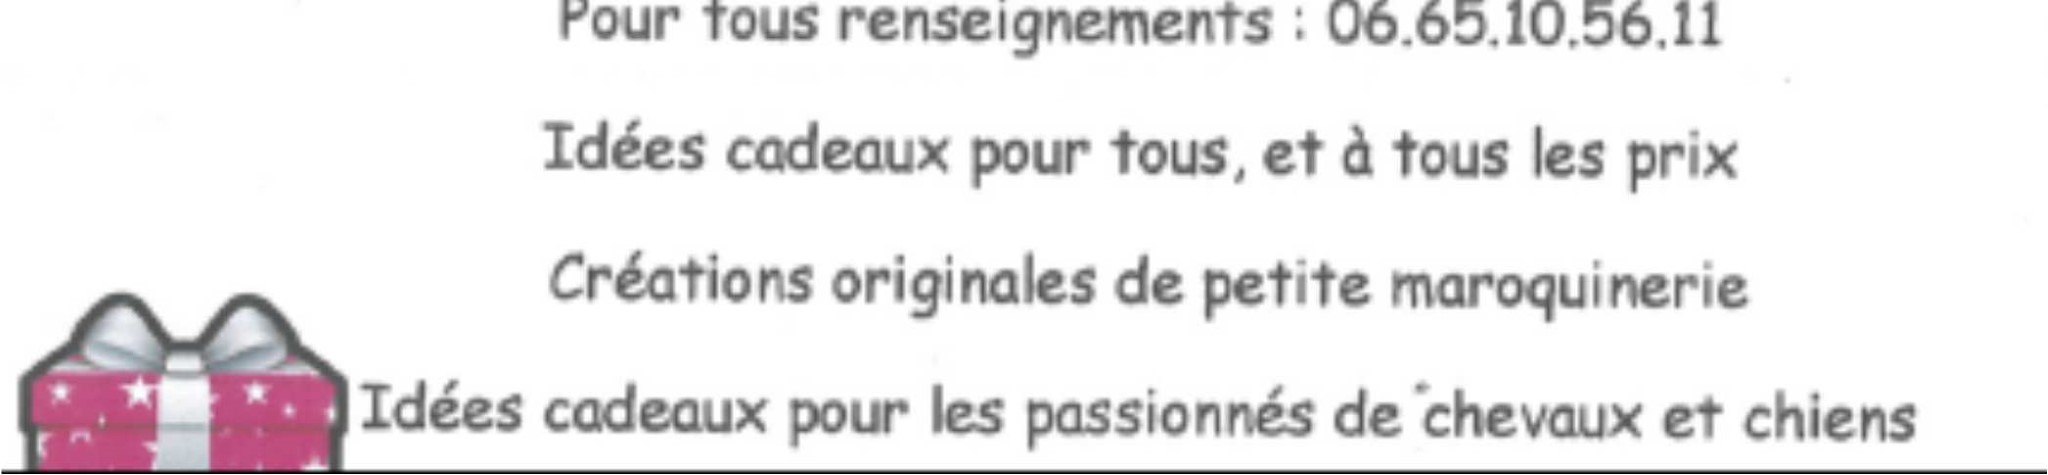 Pour tous renseignements : 06.65.10.56.11
Idées cadeaux pour tous, et à tous les prix
Créations originales de petite maroquinerie
Idées cadeaux pour les passionnés de chevaux et chiens